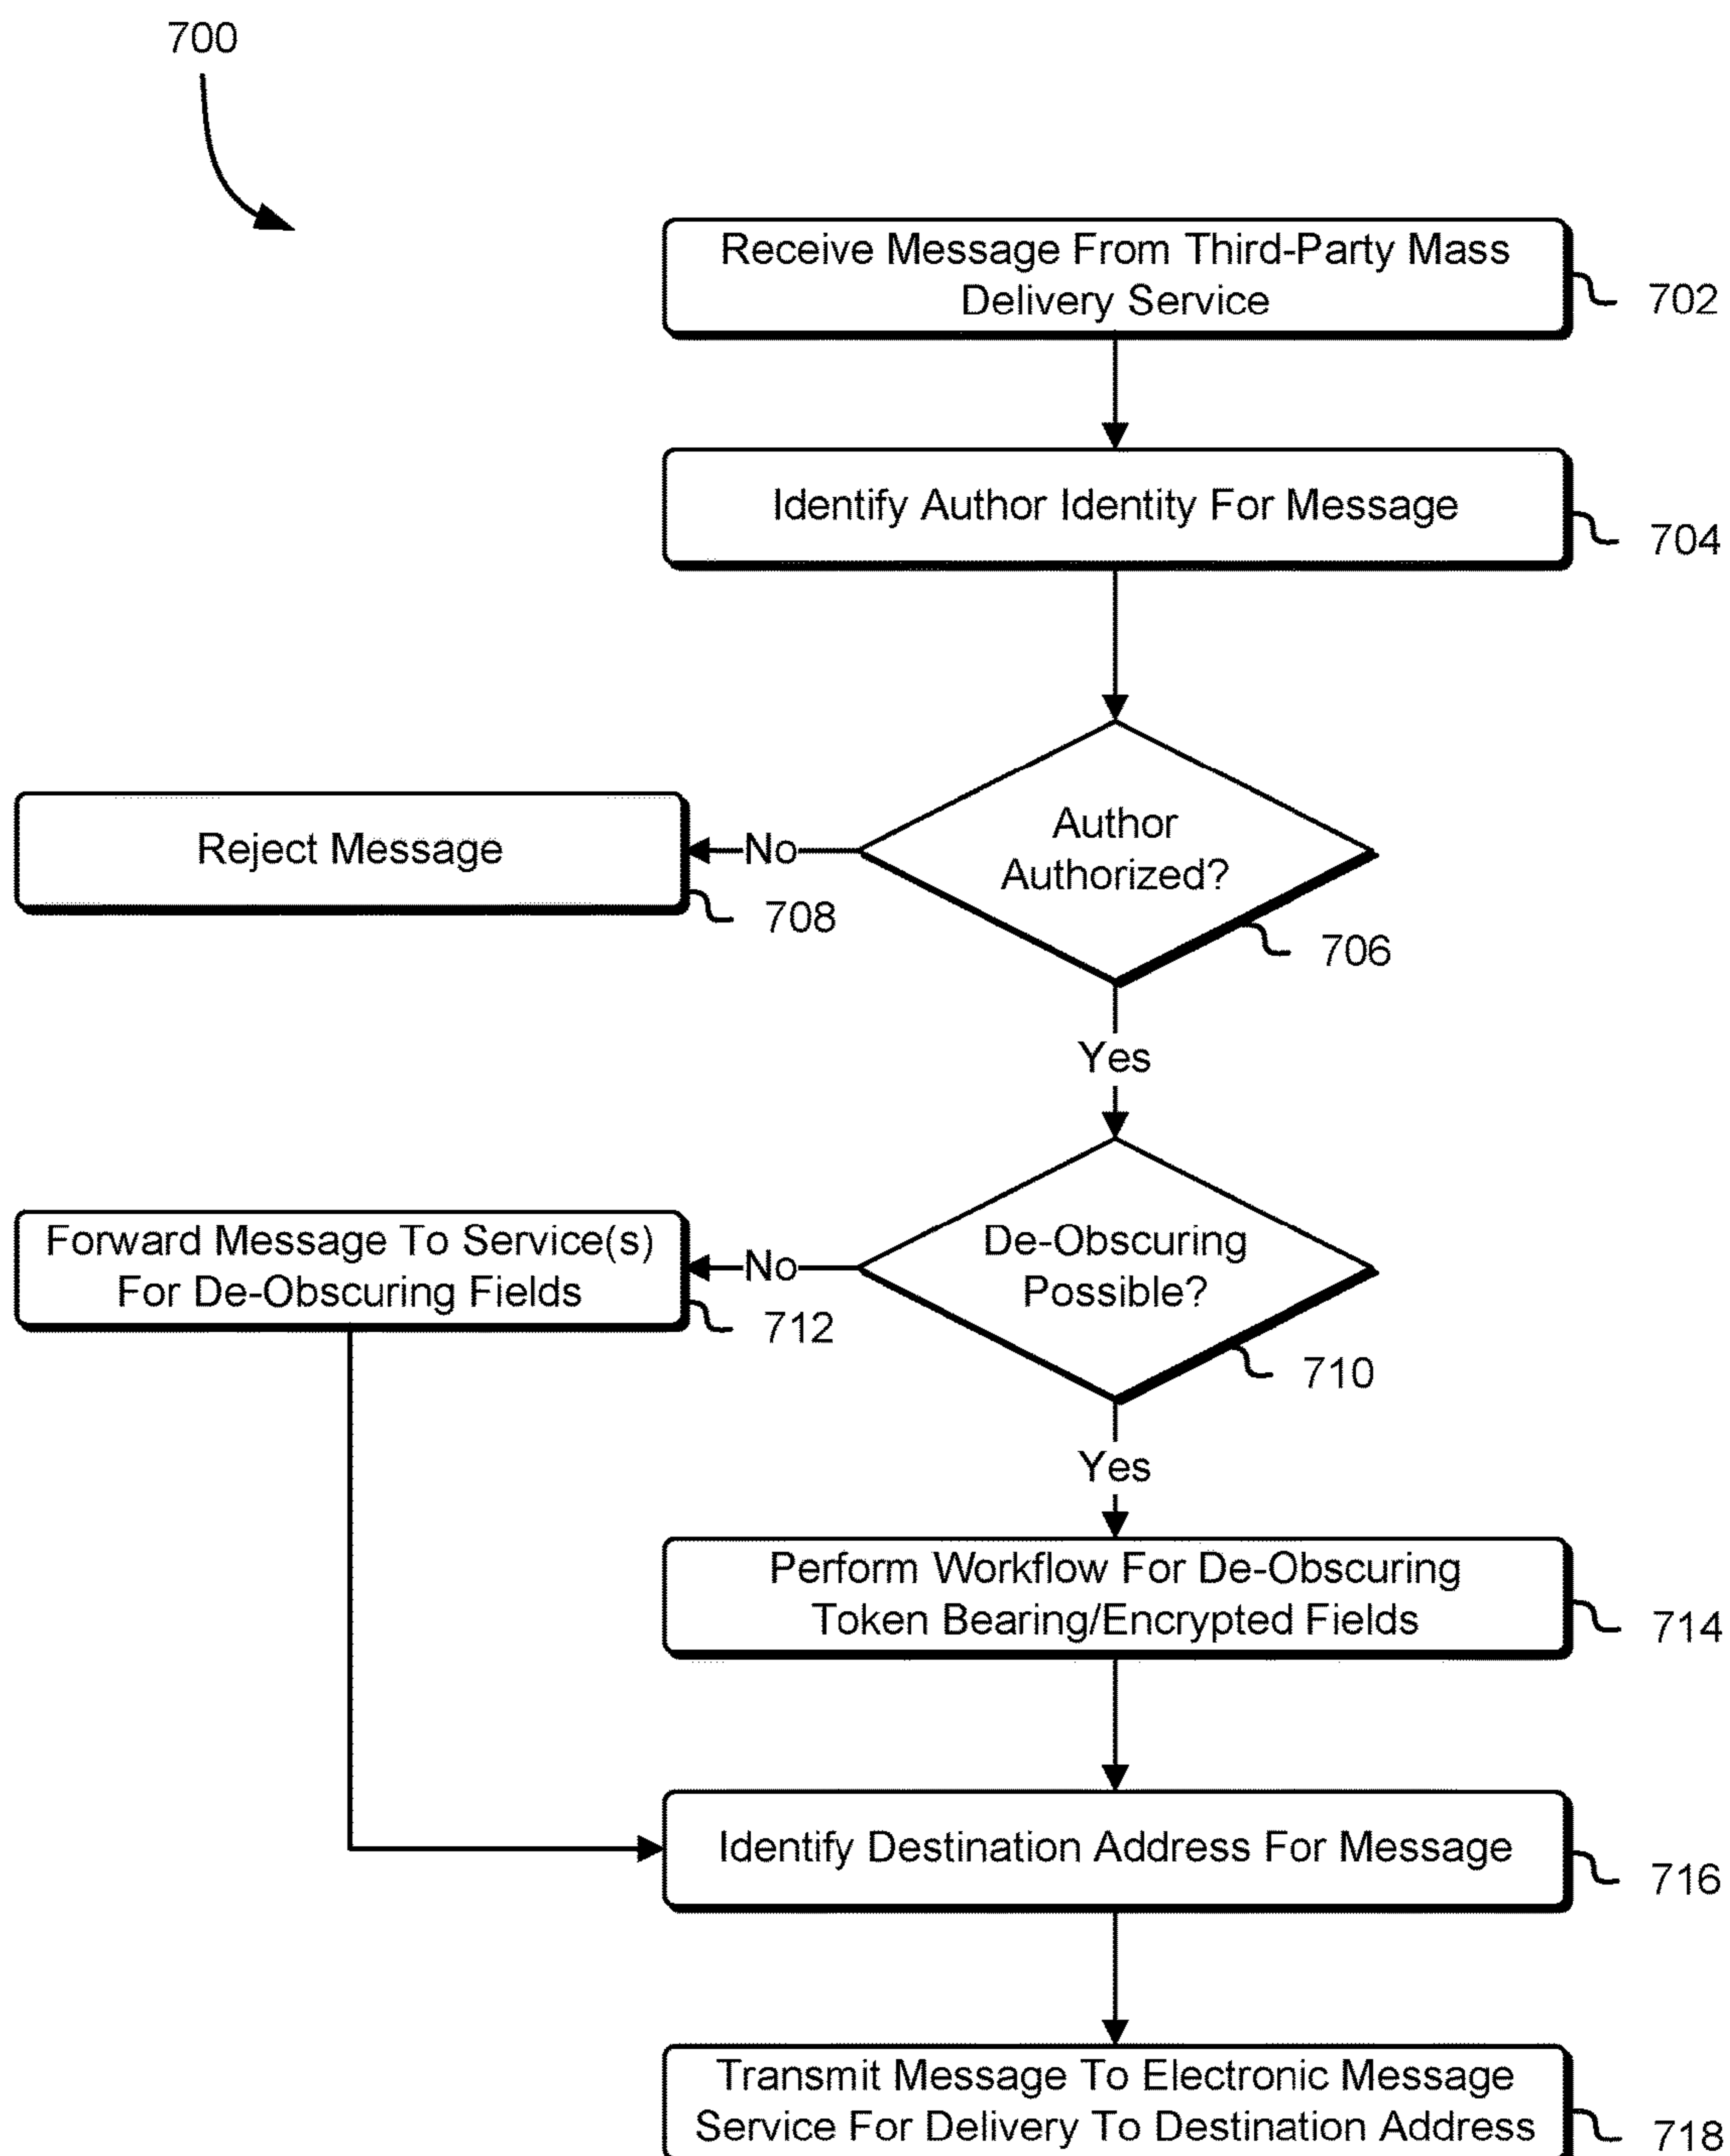 700
Receive Message From Third-Party Mass
Delivery Service
702
Identify Author Identity For Message
704
Author
Authorized?
706
No
Reject Message
708
Yes
De-Obscuring
Possible?
710
No
Forward Message To Service(s)
For De-Obscuring Fields
712
Yes
Perform Workflow For De-Obscuring
Token Bearing/Encrypted Fields
714
Identify Destination Address For Message
716
Transmit Message To Electronic Message
Service For Delivery To Destination Address
718